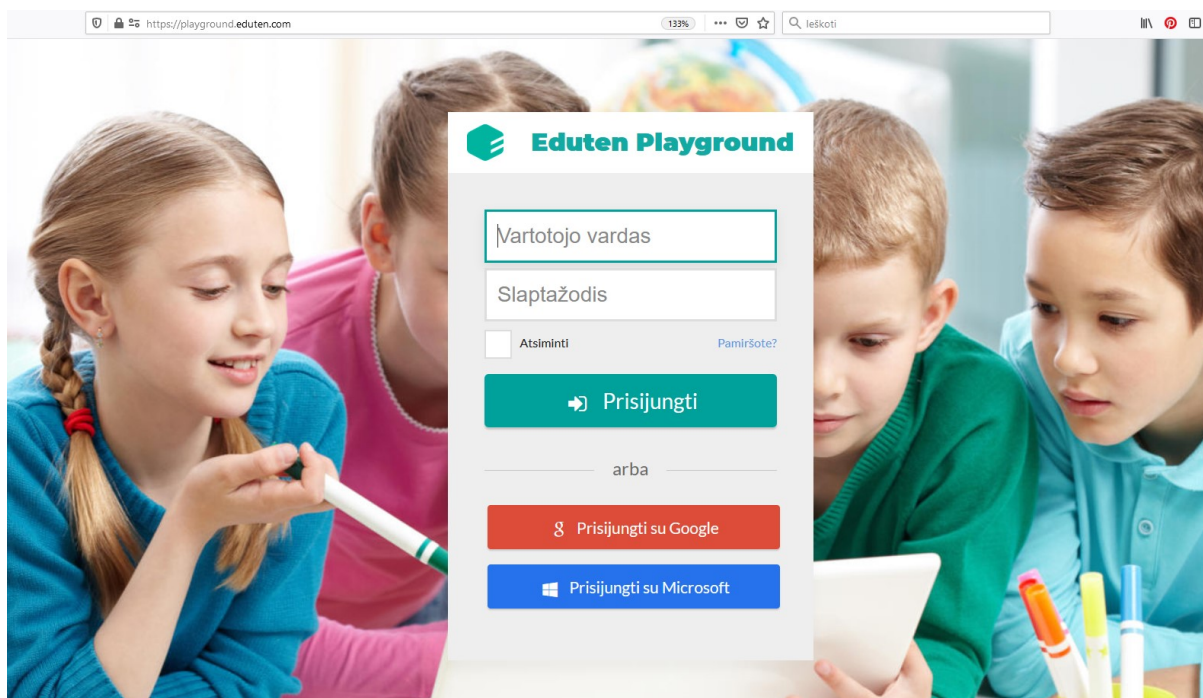 https://playground.eduten.com
133%
Ieškoti
Eduten Playground
Vartotojo vardas
Slaptažodis
Atsiminti
Pamiršote?
Prisijungti
arba
Prisijungti su Google
Prisijungti su Microsoft